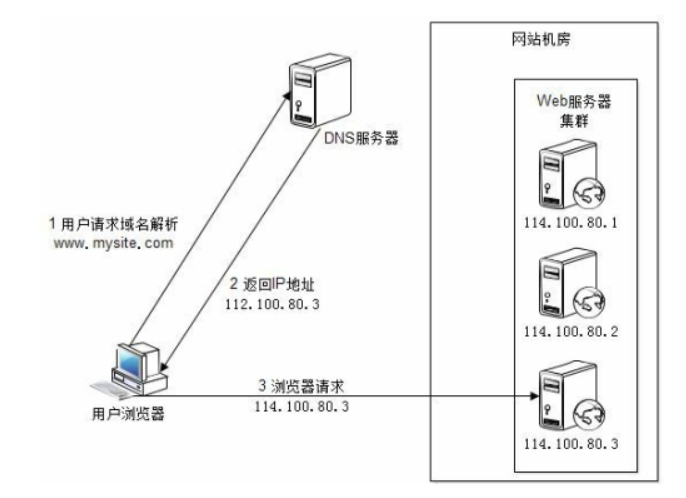 网站机房
Web服务器
集群
DNS服务器
114.100.80.1
1 用户请求域名解析
www.mysite.com
2 返回IP地址
112.100.80.3
114.100.80.2
3 浏览器请求
114.100.80.3
用户浏览器
114.100.80.3